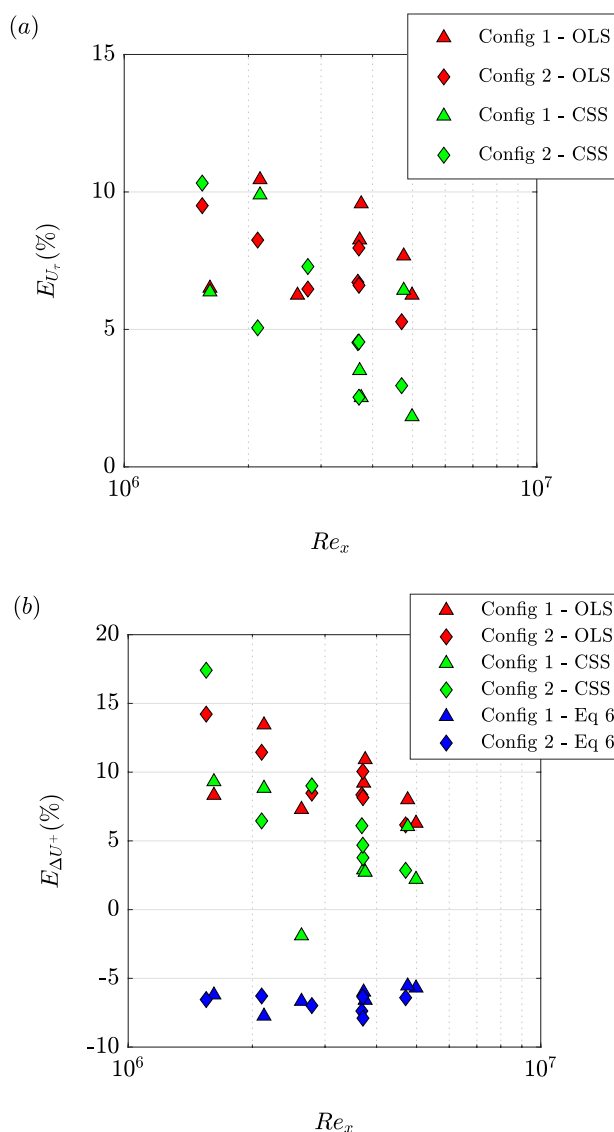 (a)
Config 1 - OLS
Config 2 - OLS
Config 1 - CSS
Config 2 - CSS
15
10
5
0
E_{U_τ}(%)
10^6
10^7
Re_x
(b)
Config 1 - OLS
Config 2 - OLS
Config 1 - CSS
Config 2 - CSS
Config 1 - Eq 6
Config 2 - Eq 6
20
15
10
5
0
-5
-10
E_{ΔU^+}(%)
10^6
10^7
Re_x